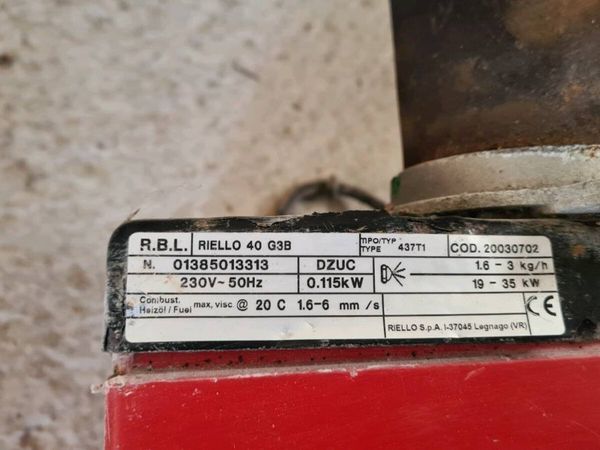 R.B.L. RIELLO 40 G3B TIPO/TYP TYPE 437T1 COD. 20030702
N. 01385013313 DZUC 1.6 - 3 kg/h
230V~ 50Hz 0.115kW 19 - 35 kW
Combust. Heizöl / Fuel max, visc. @ 20 C 1.6-6 mm /s CE
RIELLO S.p.A. I-37045 Legnago (VR)